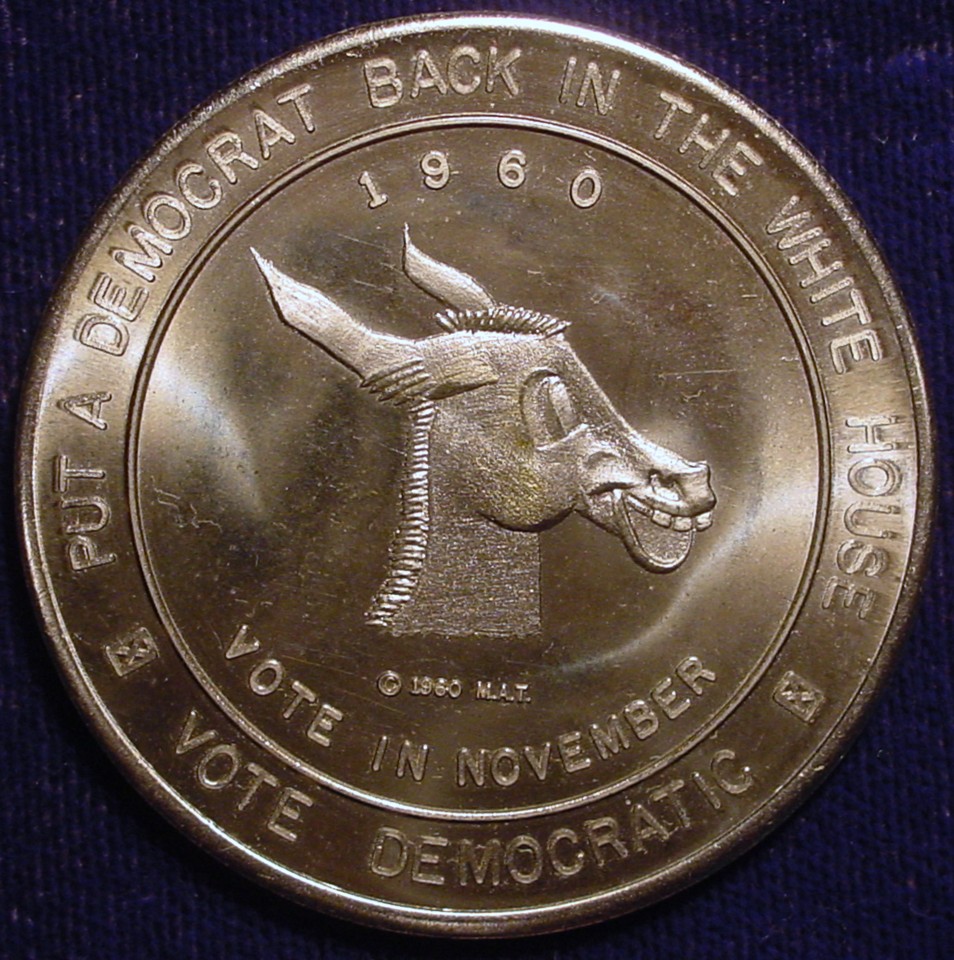 PUT A DEMOCRAT BACK IN THE WHITE HOUSE
1960
© 1960 M.A.T.
VOTE IN NOVEMBER
VOTE DEMOCRATIC